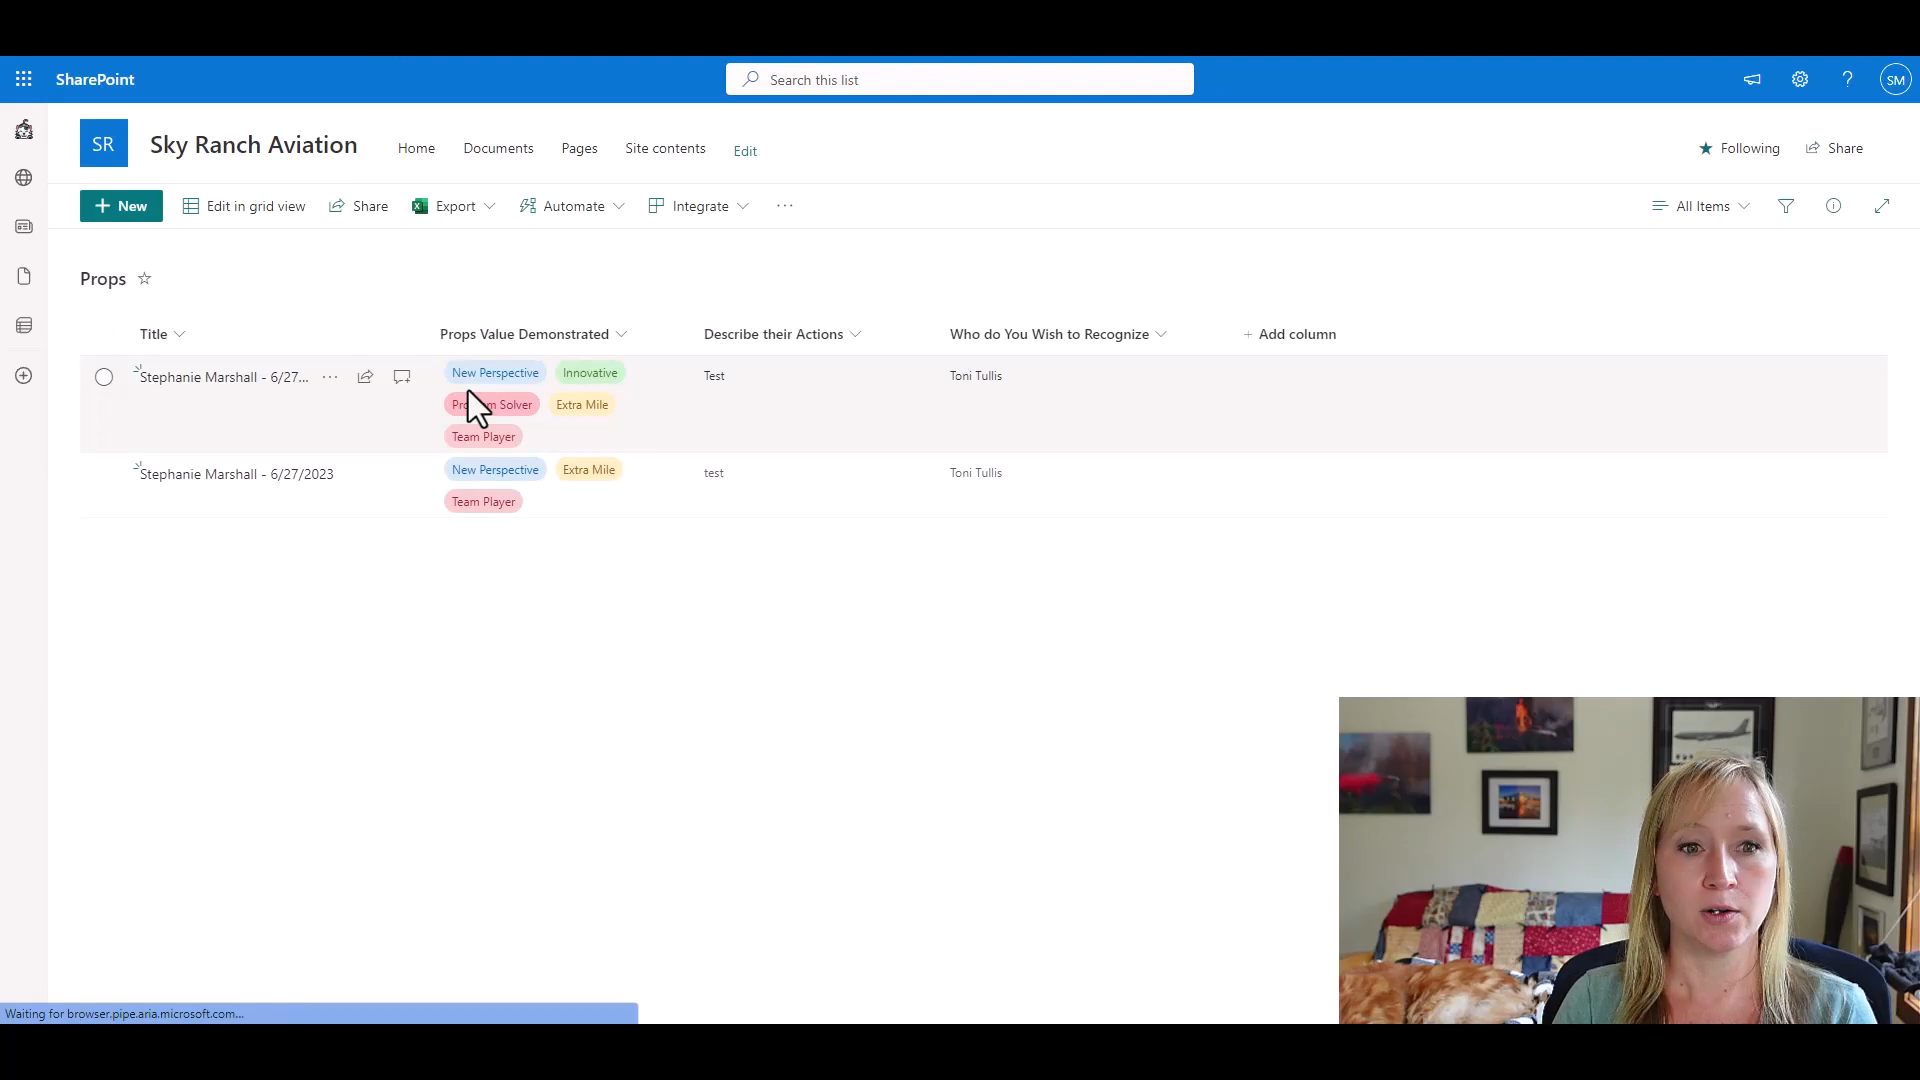 SharePoint
Search this list
SM
SR
Sky Ranch Aviation
Home
Documents
Pages
Site contents
Edit
Following
Share
New
Edit in grid view
Share
Export
Automate
Integrate
All Items
Props
Title
Props Value Demonstrated
Describe their Actions
Who do You Wish to Recognize
Add column
Stephanie Marshall - 6/27...
New Perspective
Innovative
Test
Toni Tullis
Solver
Extra Mile
Team Player
Stephanie Marshall - 6/27/2023
New Perspective
Extra Mile
test
Toni Tullis
Team Player
Waiting for browser.pipe.aria.microsoft.com...